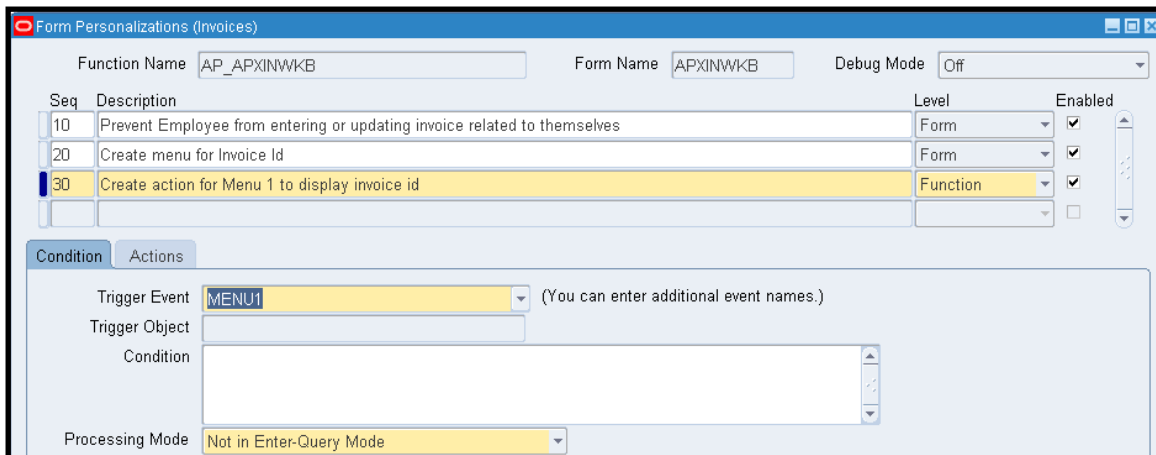 Form Personalizations (Invoices)
Function Name AP_APXINWKB Form Name APXINWKB Debug Mode Off
Seq Description Level Enabled
10 Prevent Employee from entering or updating invoice related to themselves Form
20 Create menu for Invoice Id Form
30 Create action for Menu 1 to display invoice id Function
Condition Actions
Trigger Event MENU1 (You can enter additional event names.)
Trigger Object
Condition
Processing Mode Not in Enter-Query Mode